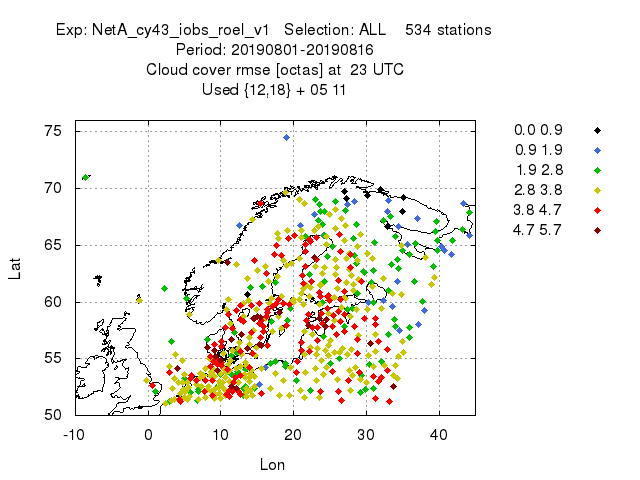 Exp: NetA_cy43_iobs_roel_v1   Selection: ALL    534 stations
Period: 20190801-20190816
Cloud cover rmse [octas] at  23 UTC
Used {12,18} + 05 11
0.0 0.9
0.9 1.9
1.9 2.8
2.8 3.8
3.8 4.7
4.7 5.7
75
70
65
60
55
50
Lat
-10 0 10 20 30 40
Lon